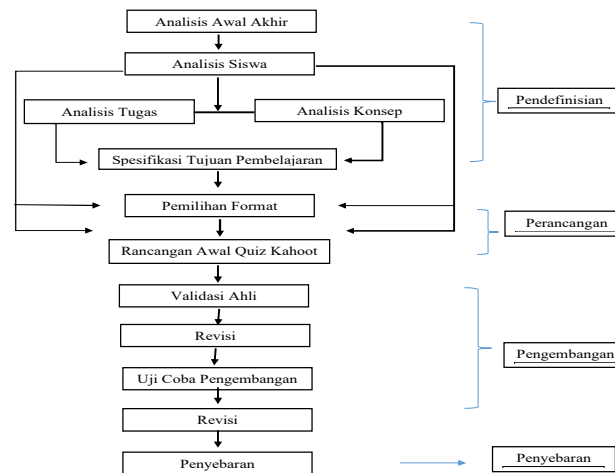 Analisis Awal Akhir
Analisis Siswa
Pendefinisian
Analisis Tugas
Analisis Konsep
Spesifikasi Tujuan Pembelajaran
Pemilihan Format
Perancangan
Rancangan Awal Quiz Kahoot
Validasi Ahli
Revisi
Pengembangan
Uji Coba Pengembangan
Revisi
Penyebaran
Penyebaran